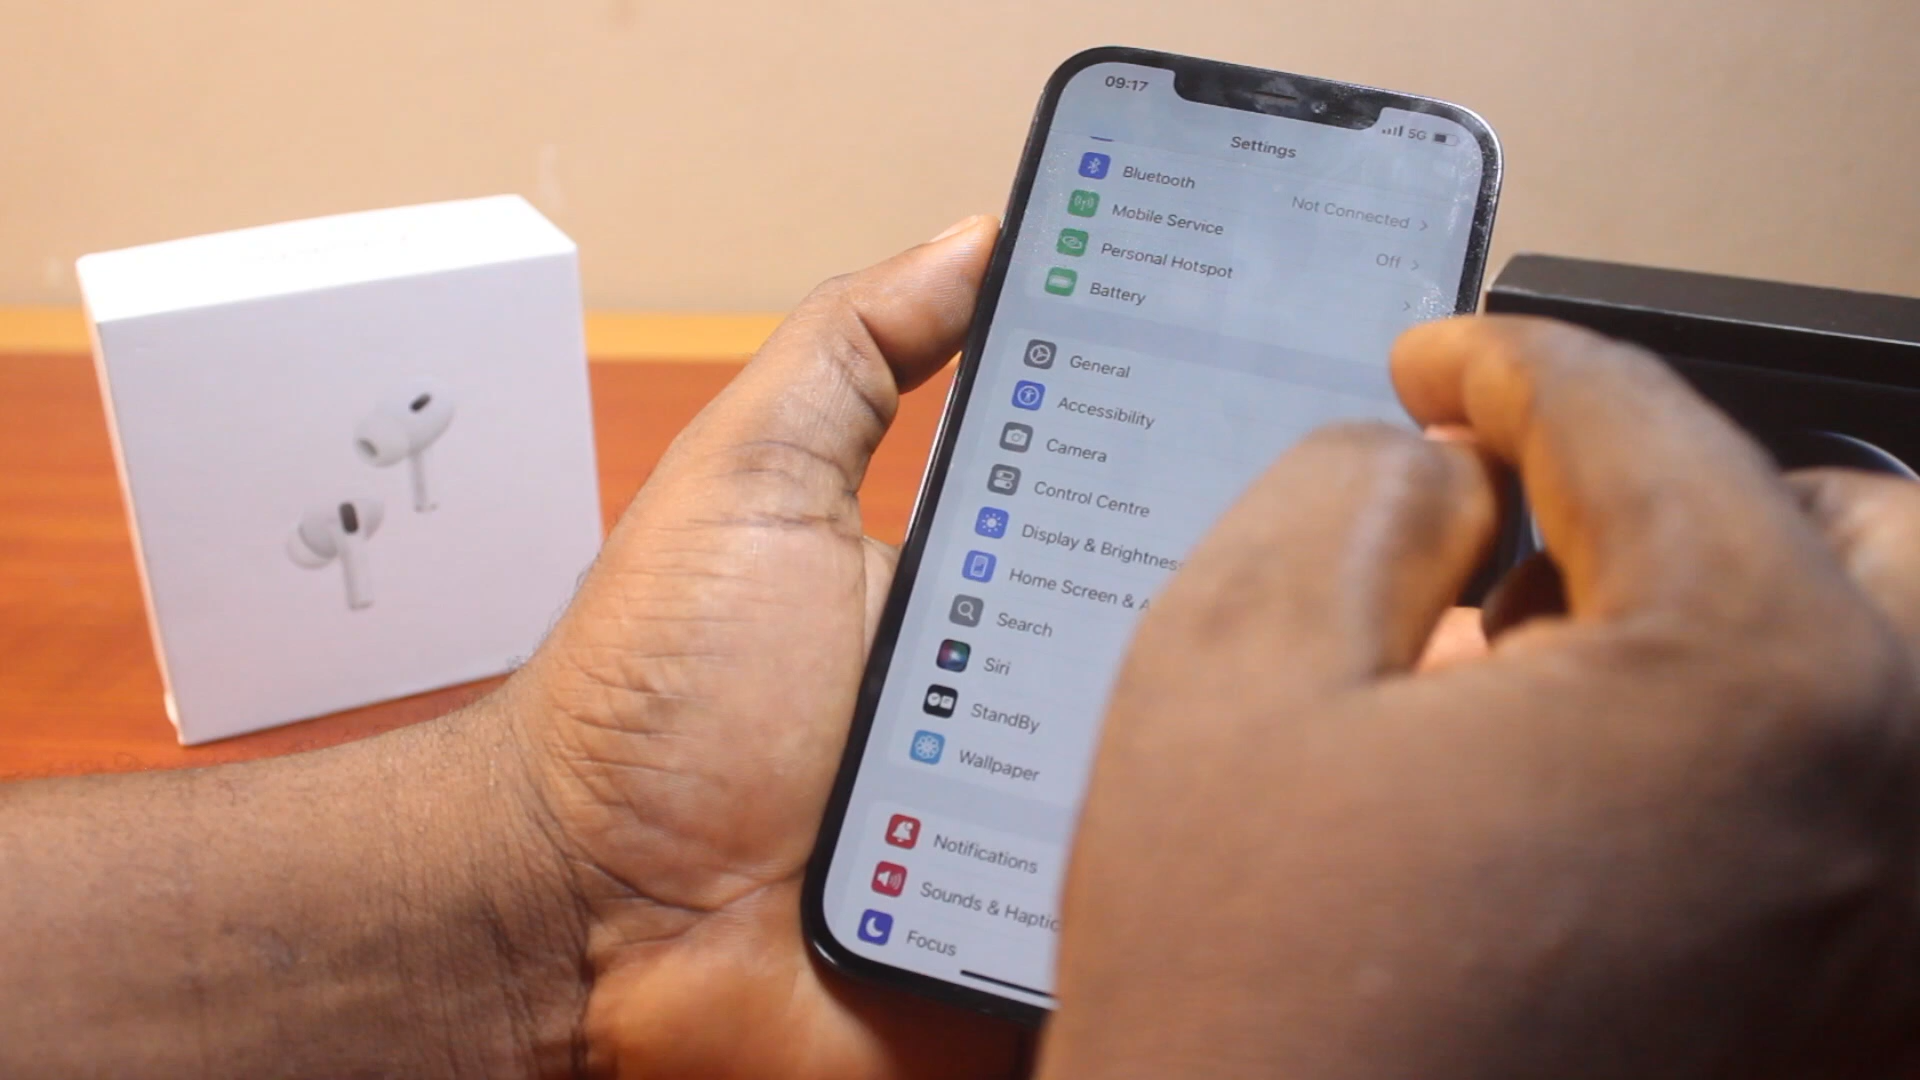 09:17
5G
Settings
Bluetooth
Not Connected
Mobile Service
Off
Personal Hotspot
Battery
General
Accessibility
Camera
Control Centre
Display & Brightness
Home Screen & A
Search
Siri
StandBy
Wallpaper
Notifications
Sounds & Haptic
Focus